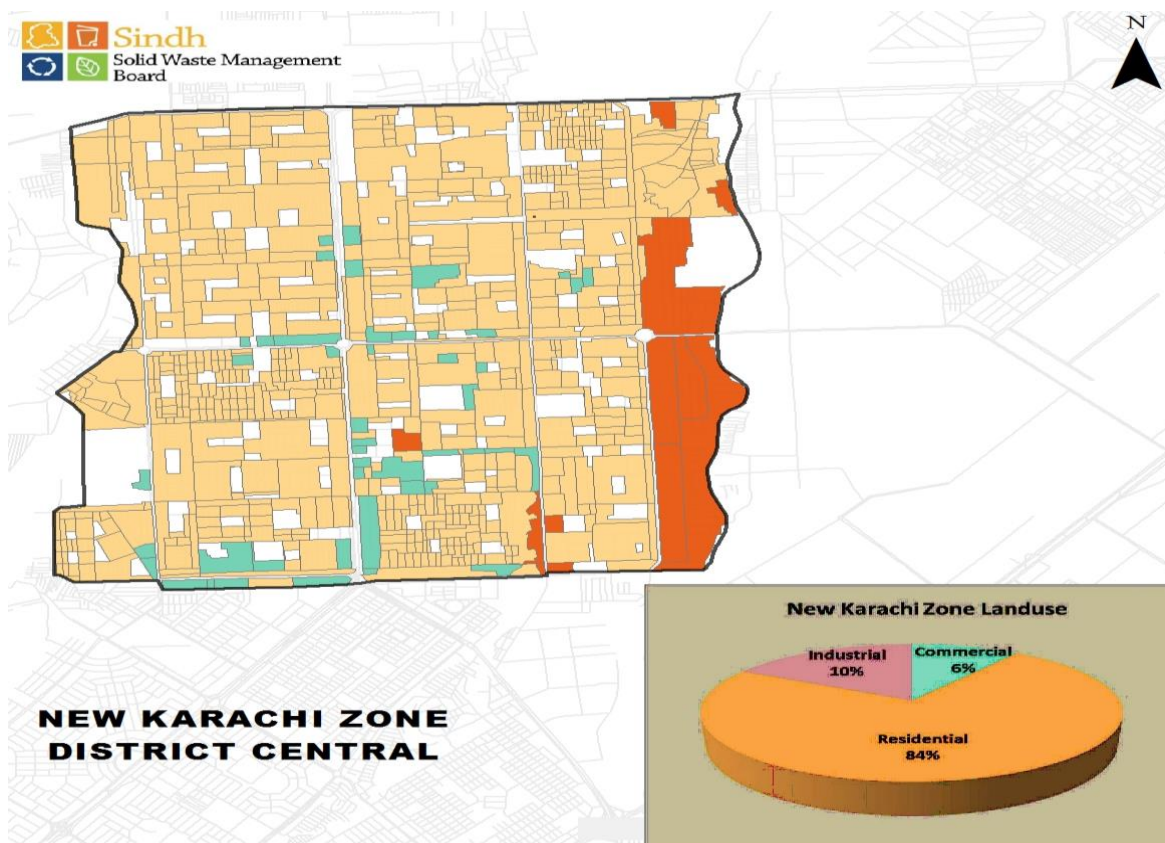 Sindh
Solid Waste Management
Board
N
New Karachi Zone Landuse
Industrial
10%
Commercial
6%
Residential
84%
NEW KARACHI ZONE
DISTRICT CENTRAL